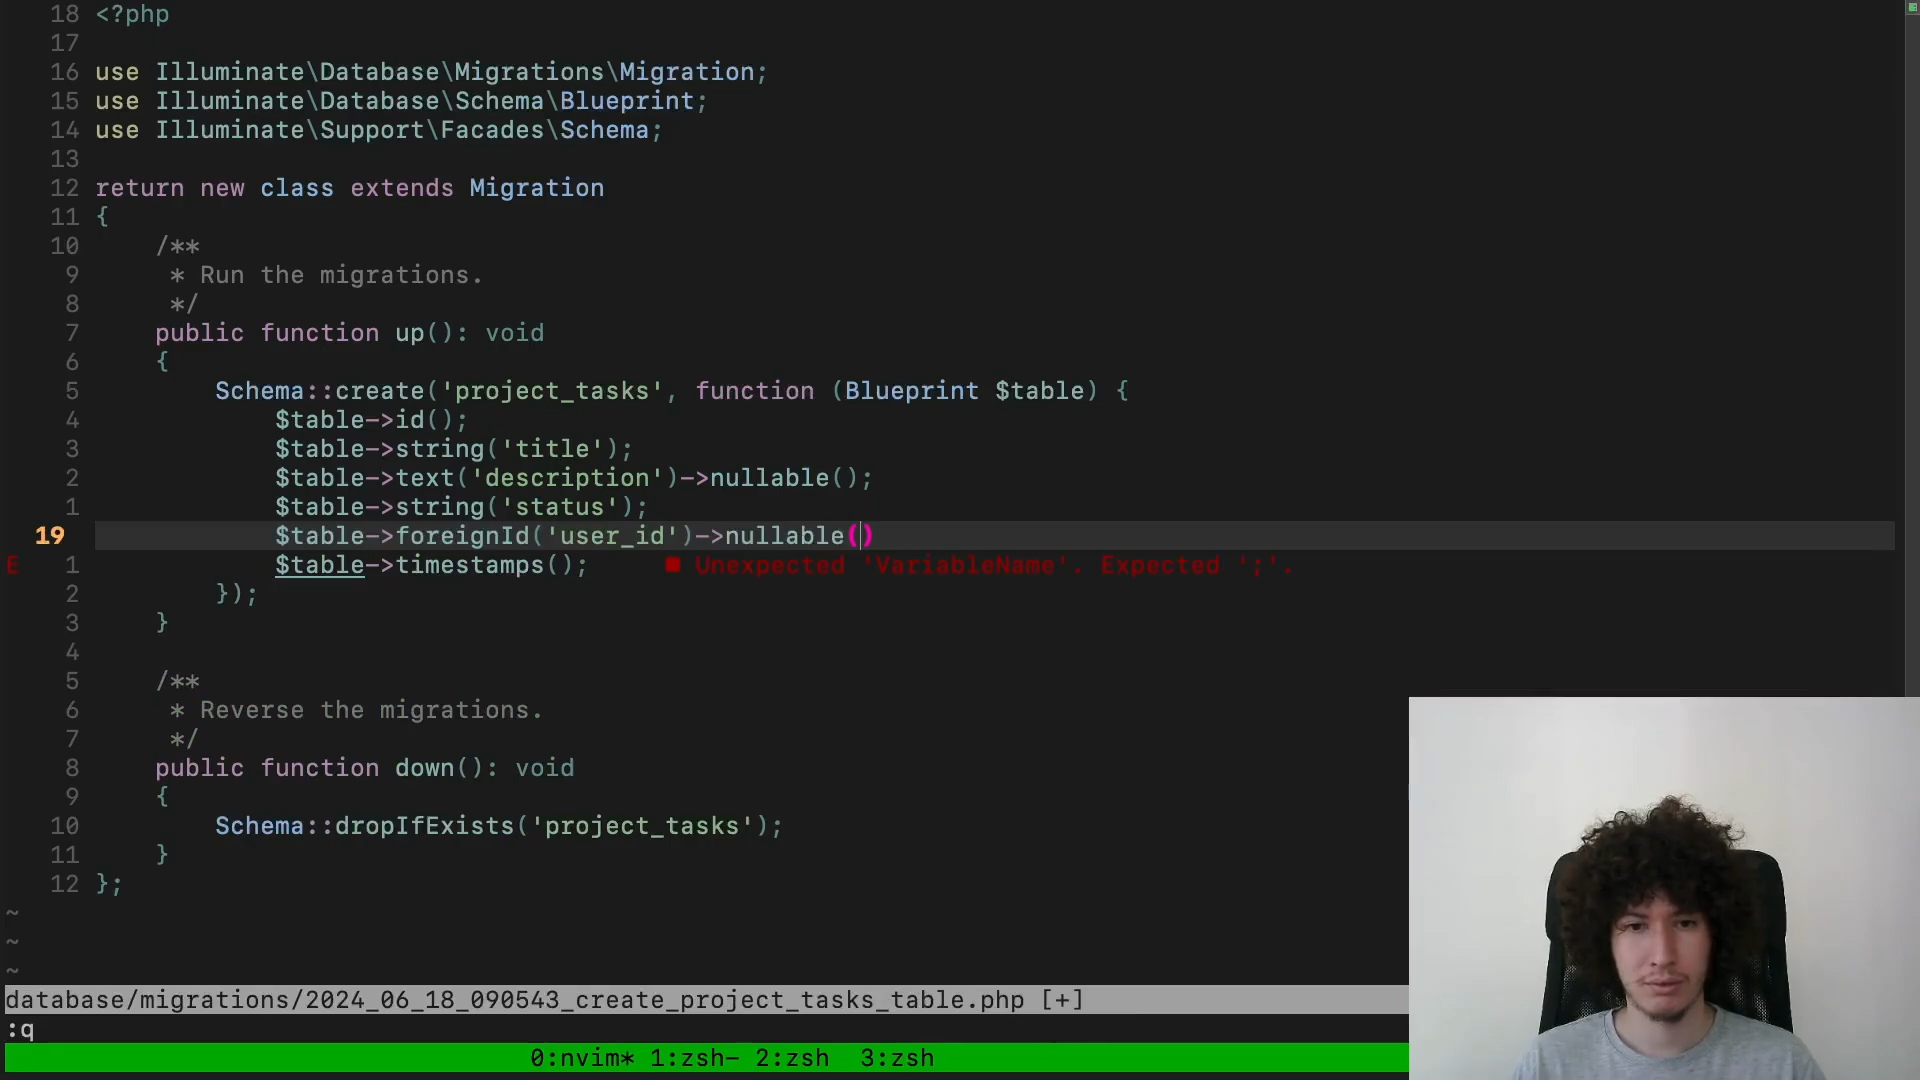 18 <?php
17
16 use Illuminate\Database\Migrations\Migration;
15 use Illuminate\Database\Schema\Blueprint;
14 use Illuminate\Support\Facades\Schema;
13
12 return new class extends Migration
11 {
10     /**
9      * Run the migrations.
8      */
7     public function up(): void
6     {
5         Schema::create('project_tasks', function (Blueprint $table) {
4             $table->id();
3             $table->string('title');
2             $table->text('description')->nullable();
1             $table->string('status');
19             $table->foreignId('user_id')->nullable()
E 1             $table->timestamps();     ■ Unexpected 'VariableName'. Expected ';'.
2         });
3     }
4
5     /**
6      * Reverse the migrations.
7      */
8     public function down(): void
9     {
10         Schema::dropIfExists('project_tasks');
11     }
12 };
~
~
~
database/migrations/2024_06_18_090543_create_project_tasks_table.php [+]
:q
0:nvim* 1:zsh- 2:zsh  3:zsh